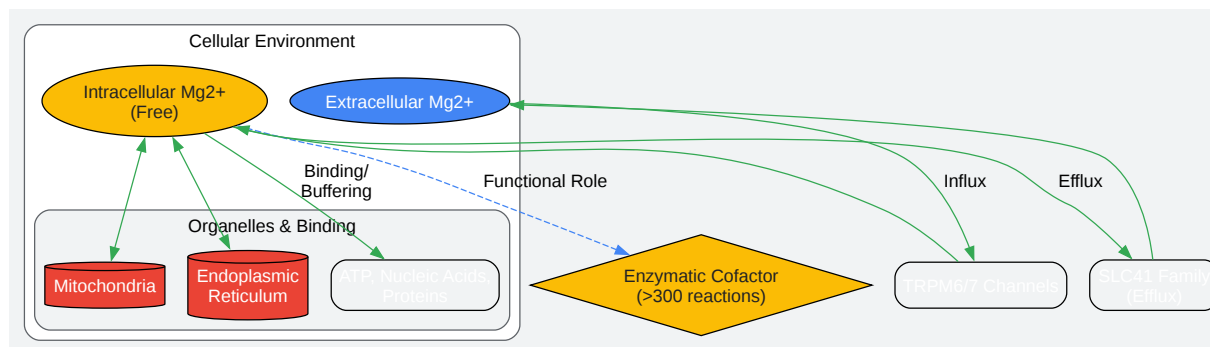 Cellular Environment
Intracellular Mg2+
(Free)
Extracellular Mg2+
Binding/
Buffering
Functional Role
Influx
Efflux
Organelles & Binding
Mitochondria
Endoplasmic
Reticulum
ATP, Nucleic Acids,
Proteins
Enzymatic Cofactor
(>300 reactions)
TRPM6/7 Channels
SLC41 Family
(Efflux)